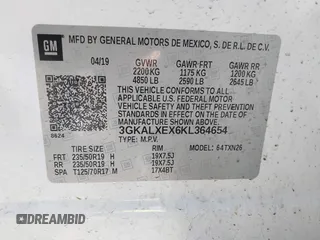 GM
MFD BY GENERAL MOTORS DE MEXICO, S. DE R.L. DE C.V.
04/19 GVWR GAWR FRT GAWR RR
2200 KG 1175 KG 1200 KG
4850 LB 2590 LB 2645 LB
THIS VEHICLE CONFORMS TO ALL APPLICABLE U.S. FEDERAL MOTOR VEHICLE SAFETY, BUMPER, AND THEFT PREVENTION STANDARDS IN EFFECT ON THE DATE OF MANUFACTURE SHOWN ABOVE.
3GKALXEX6KL364654
8624 TYPE: M.P.V.
MODEL: 64TXN26
TIRE SIZE RIM
FRT 235/50R19 H 19X7.5J
RR 235/50R19 H 19X7.5J
SPA T125/70R17 M 17X4BT
DIRECTBID